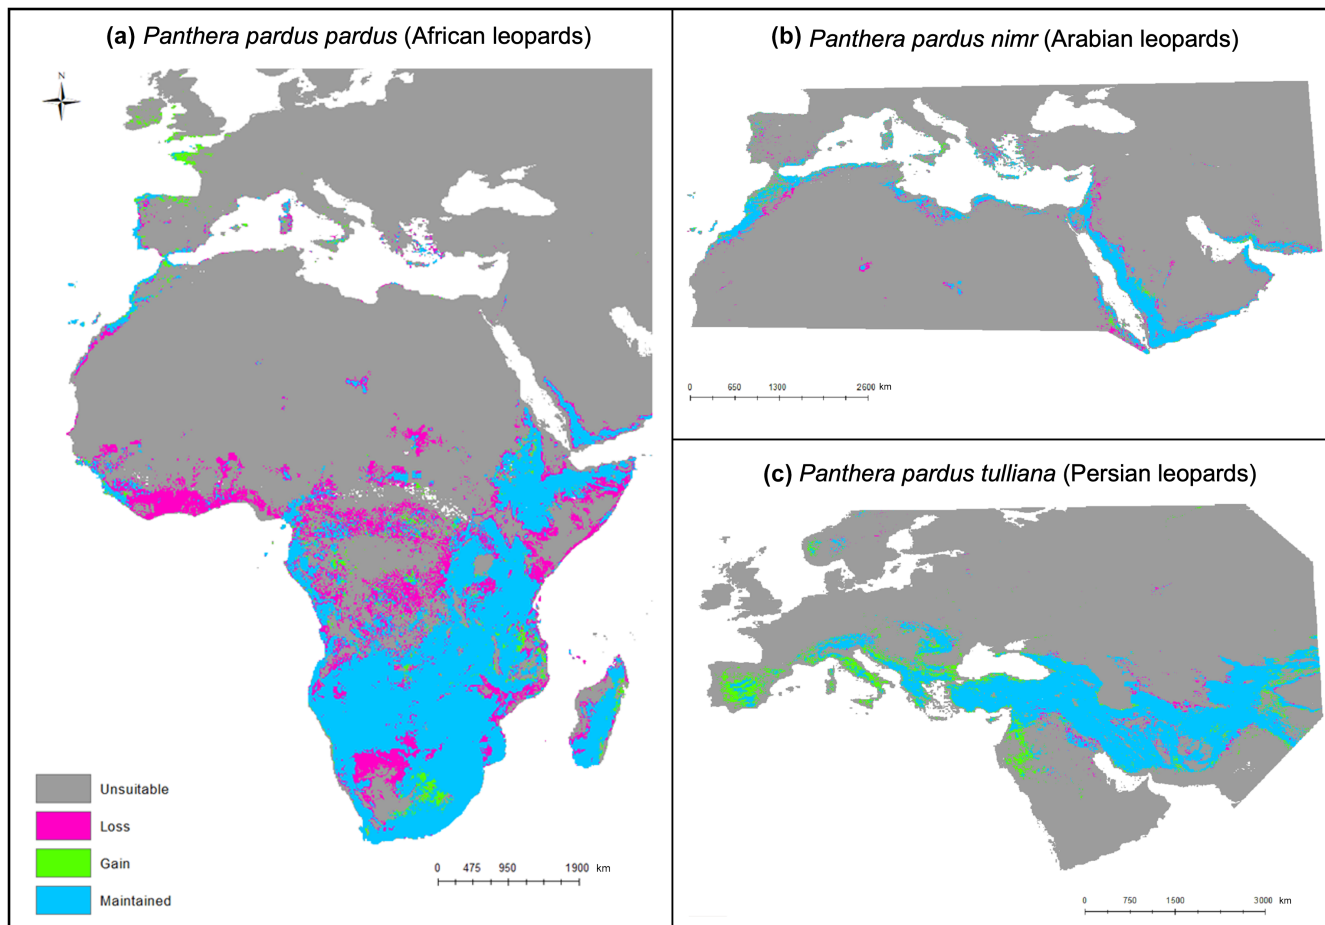 (a) Panthera pardus pardus (African leopards)
N
Unsuitable
Loss
Gain
Maintained
0 475 950 1900 km
(b) Panthera pardus nimr (Arabian leopards)
0 650 1300 2600 km
(c) Panthera pardus tulliana (Persian leopards)
0 750 1500 3000 km